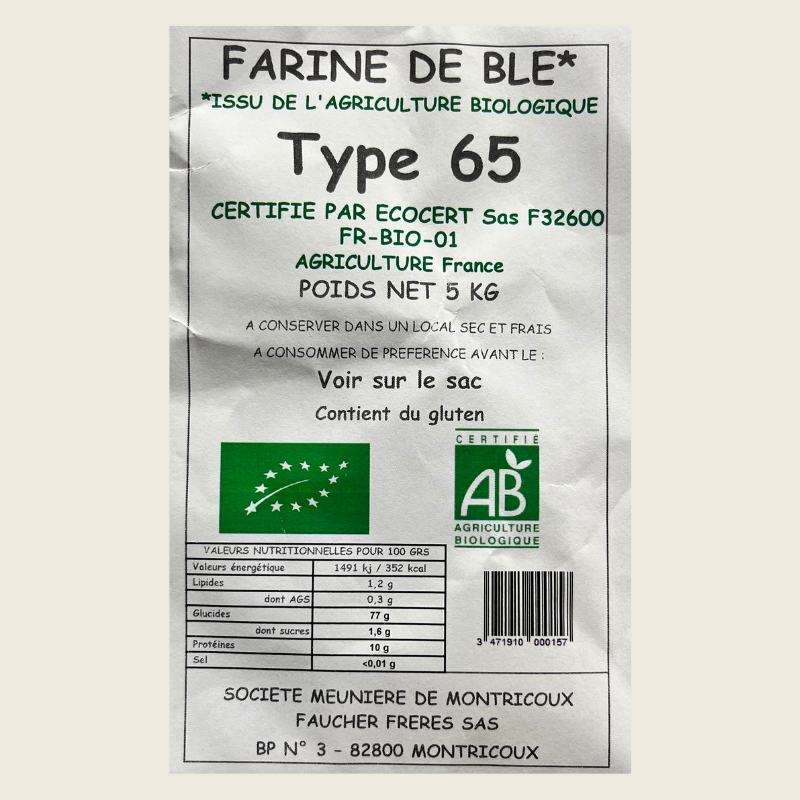 FARINE DE BLE*
*ISSU DE L'AGRICULTURE BIOLOGIQUE
Type 65
CERTIFIE PAR ECOCERT Sas F32600
FR-BIO-01
AGRICULTURE France
POIDS NET 5 KG
A CONSERVER DANS UN LOCAL SEC ET FRAIS
A CONSOMMER DE PREFERENCE AVANT LE :
Voir sur le sac
Contient du gluten
CERTIFIÉ
AB
AGRICULTURE
BIOLOGIQUE
VALEURS NUTRITIONNELLES POUR 100 GRS
Valeurs énergétique 1491 kj / 352 kcal
Lipides 1,2 g
dont AGS 0,3 g
Glucides 77 g
dont sucres 1,6 g
Protéines 10 g
Sel <0,01 g
3 471910 000157
SOCIETE MEUNIERE DE MONTRICOUX
FAUCHER FRERES SAS
BP N° 3 - 82800 MONTRICOUX